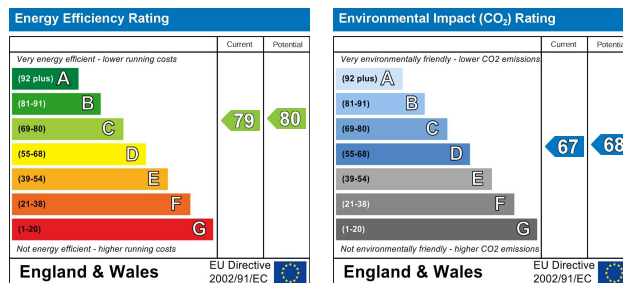 Energy Efficiency Rating
Current Potential
Very energy efficient - lower running costs
(92 plus) A
(81-91) B
(69-80) C
79 80
(55-68) D
(39-54) E
(21-38) F
(1-20) G
Not energy efficient - higher running costs
England & Wales
EU Directive
2002/91/EC
Environmental Impact (CO2) Rating
Current Potential
Very environmentally friendly - lower CO2 emissions
(92 plus) A
(81-91) B
(69-80) C
(55-68) D
67 68
(39-54) E
(21-38) F
(1-20) G
Not environmentally friendly - higher CO2 emissions
England & Wales
EU Directive
2002/91/EC